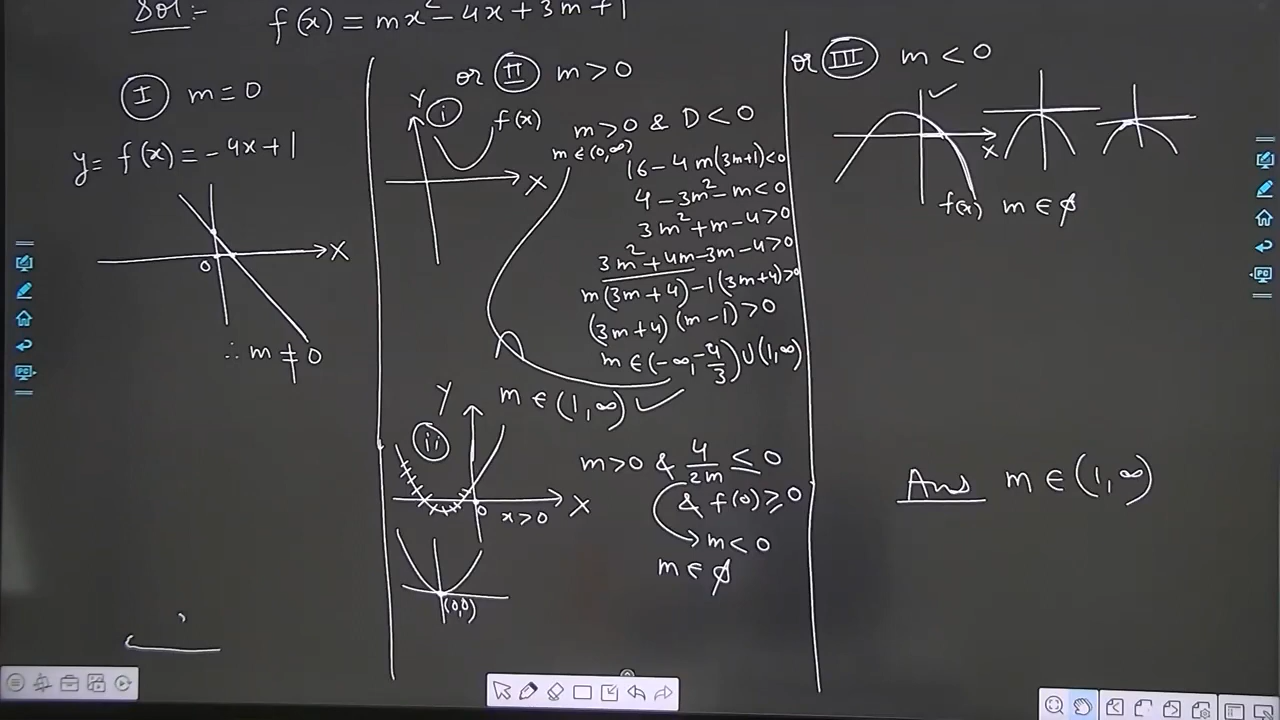 Sol :- f(x) = mx² - 4x + 3m + 1
I m = 0
y = f(x) = -4x + 1
X
0
∴ m ≠ 0
or II m > 0
Y
i
f(x)
X
m > 0 & D < 0
m ∈ (0, ∞)
16 - 4m(3m+1) < 0
4 - 3m² - m < 0
3m² + m - 4 > 0
3m² + 4m - 3m - 4 > 0
m(3m+4) - 1(3m+4) > 0
(3m+4)(m-1) > 0
m ∈ (-∞, -4/3) ∪ (1, ∞)
m ∈ (1, ∞) ✓
Y
ii
X
0
x > 0
(0,0)
m > 0 & 4/2m ≤ 0
& f(0) ≥ 0
→ m < 0
m ∈ ϕ
or III m < 0
✓
X
f(x) m ∈ ϕ
Ans m ∈ (1, ∞)
PC
PC